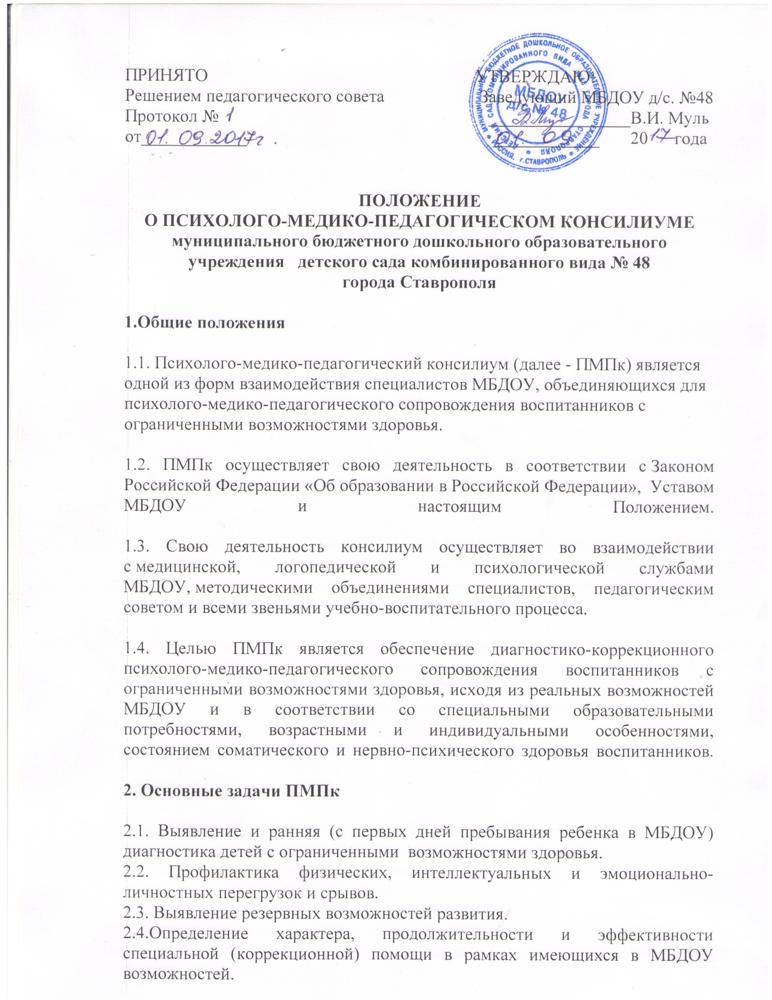 ПРИНЯТО
Решением педагогического совета
Протокол № 1
от 01. 09. 2017г.
УТВЕРЖДАЮ:
Заведующий МБДОУ д/с. №48
В.И. Муль
01 09 2017 года
МУНИЦИПАЛЬНОЕ БЮДЖЕТНОЕ ДОШКОЛЬНОЕ ОБРАЗОВАТЕЛЬНОЕ УЧРЕЖДЕНИЕ * РОССИЯ, г.СТАВРОПОЛЬ *
ДЕТСКИЙ САД КОМБИНИРОВАННОГО ВИДА №48 ГОРОДА СТАВРОПОЛЯ *
МБДОУ
д/с № 48
ПОЛОЖЕНИЕ
О ПСИХОЛОГО-МЕДИКО-ПЕДАГОГИЧЕСКОМ КОНСИЛИУМЕ
муниципального бюджетного дошкольного образовательного
учреждения детского сада комбинированного вида № 48
города Ставрополя
1.Общие положения
1.1. Психолого-медико-педагогический консилиум (далее - ПМПк) является
одной из форм взаимодействия специалистов МБДОУ, объединяющихся для
психолого-медико-педагогического сопровождения воспитанников с
ограниченными возможностями здоровья.
1.2. ПМПк осуществляет свою деятельность в соответствии с Законом
Российской Федерации «Об образовании в Российской Федерации», Уставом
МБДОУ и настоящим Положением.
1.3. Свою деятельность консилиум осуществляет во взаимодействии
с медицинской, логопедической и психологической службами
МБДОУ, методическими объединениями специалистов, педагогическим
советом и всеми звеньями учебно-воспитательного процесса.
1.4. Целью ПМПк является обеспечение диагностико-коррекционного
психолого-медико-педагогического сопровождения воспитанников с
ограниченными возможностями здоровья, исходя из реальных возможностей
МБДОУ и в соответствии со специальными образовательными
потребностями, возрастными и индивидуальными особенностями,
состоянием соматического и нервно-психического здоровья воспитанников.
2. Основные задачи ПМПк
2.1. Выявление и ранняя (с первых дней пребывания ребенка в МБДОУ)
диагностика детей с ограниченными возможностями здоровья.
2.2. Профилактика физических, интеллектуальных и эмоционально-
личностных перегрузок и срывов.
2.3. Выявление резервных возможностей развития.
2.4.Определение характера, продолжительности и эффективности
специальной (коррекционной) помощи в рамках имеющихся в МБДОУ
возможностей.